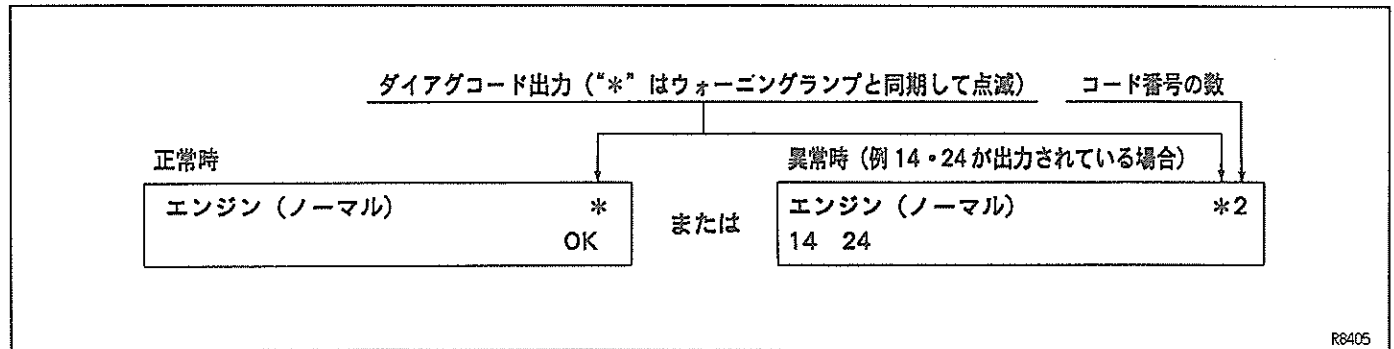 ダイアグコード出力（“＊”はウォーニングランプと同期して点滅）　コード番号の数
正常時
エンジン（ノーマル）　＊
OK
または
異常時（例14・24が出力されている場合）
エンジン（ノーマル）　＊2
14　24
R8405